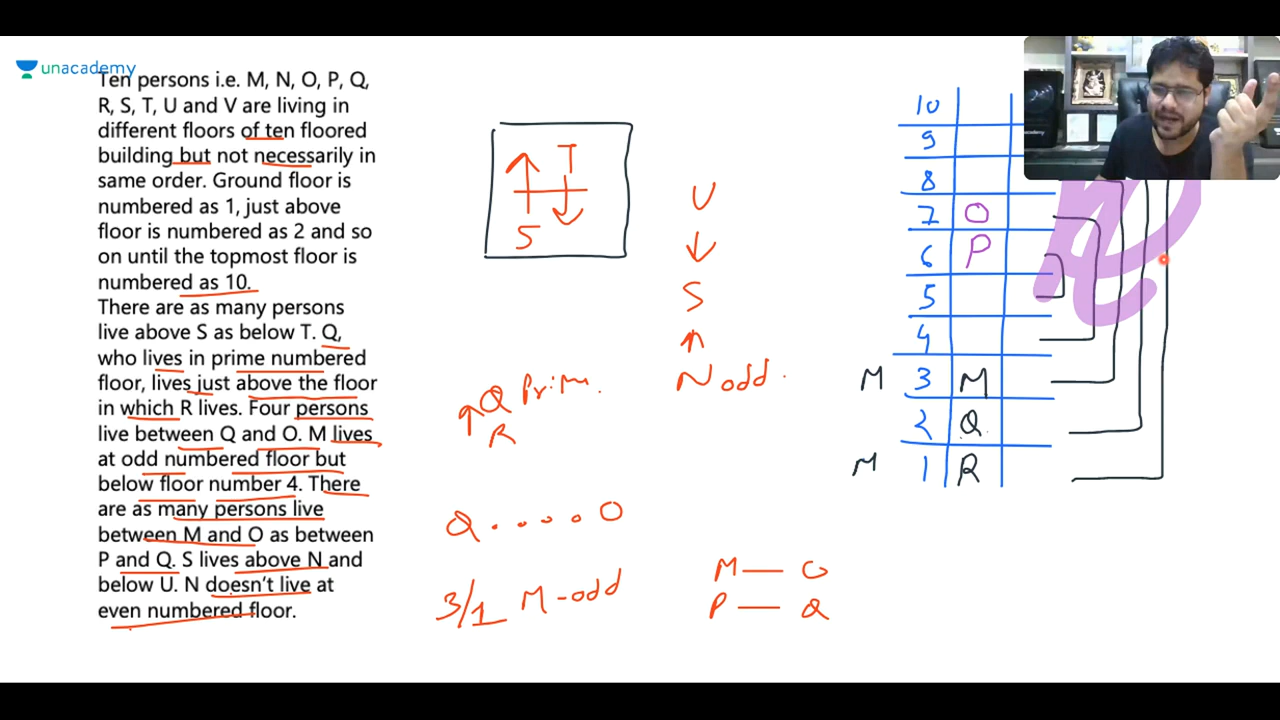 unacademy
Ten persons i.e. M, N, O, P, Q,
R, S, T, U and V are living in
different floors of ten floored
building but not necessarily in
same order. Ground floor is
numbered as 1, just above
floor is numbered as 2 and so
on until the topmost floor is
numbered as 10.
There are as many persons
live above S as below T. Q,
who lives in prime numbered
floor, lives just above the floor
in which R lives. Four persons
live between Q and O. M lives
at odd numbered floor but
below floor number 4. There
are as many persons live
between M and O as between
P and Q. S lives above N and
below U. N doesn't live at
even numbered floor.
T
S
U
S
N odd.
Q Prim.
R
Q . . . . O
3/1 M-odd
M — O
P — Q
10
9
8
7 O
6 P
5
4
M 3 M
2 Q
M 1 R